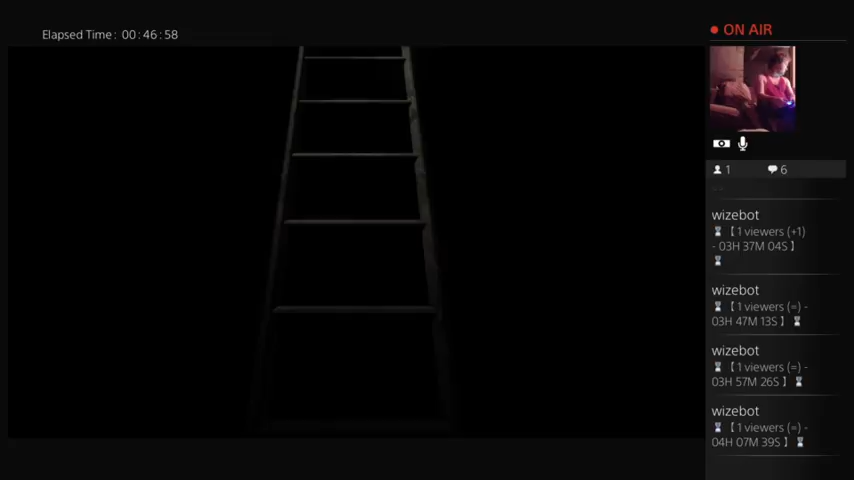 Elapsed Time: 00:46:58
ON AIR
1 6
wizebot
⌛【1 viewers (+1)
- 03H 37M 04S】
⌛
wizebot
⌛【1 viewers (=) -
03H 47M 13S】⌛
wizebot
⌛【1 viewers (=) -
03H 57M 26S】⌛
wizebot
⌛【1 viewers (=) -
04H 07M 39S】⌛